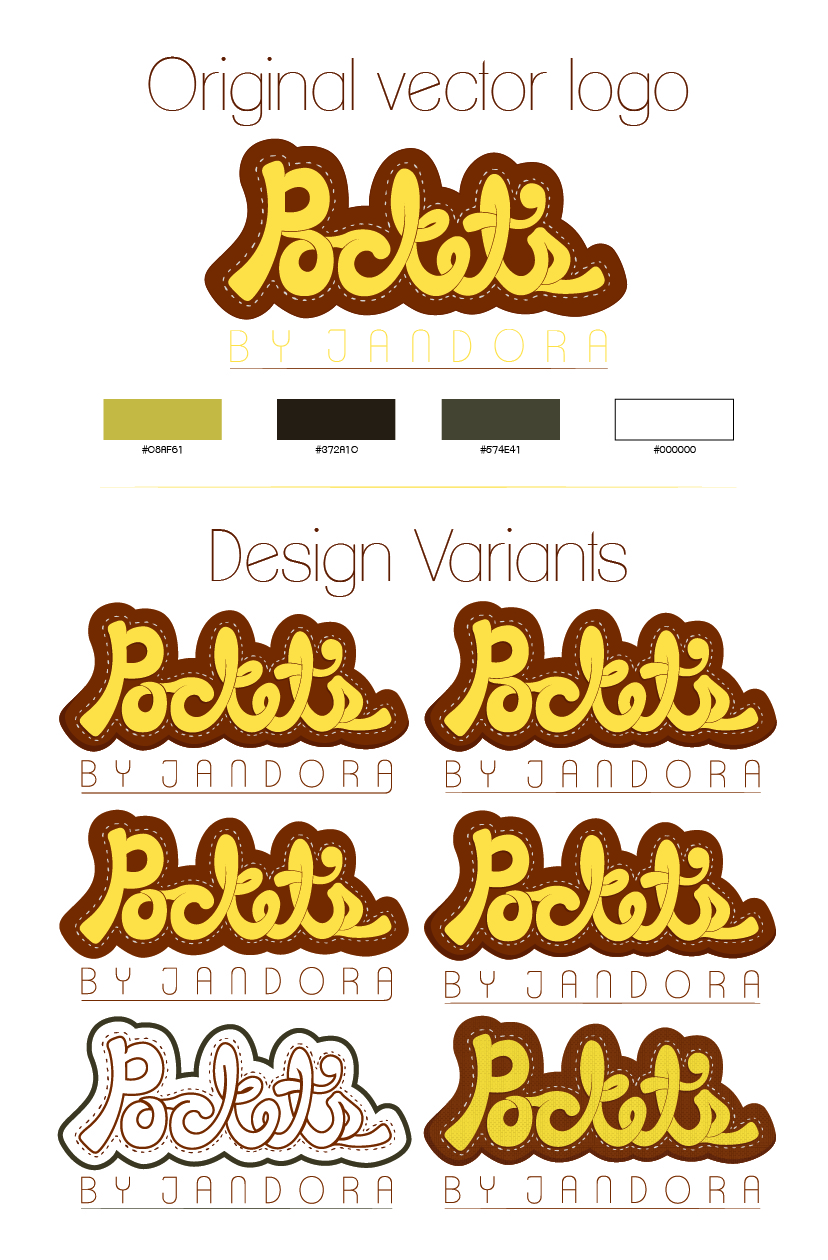 Original vector logo
Pocket's
BY JANDORA
#C8AF61 #372A1C #574E41 #000000
Design Variants
Pocket's Pocket's
BY JANDORA BY JANDORA
Pocket's Pocket's
BY JANDORA BY JANDORA
Pocket's Pocket's
BY JANDORA BY JANDORA